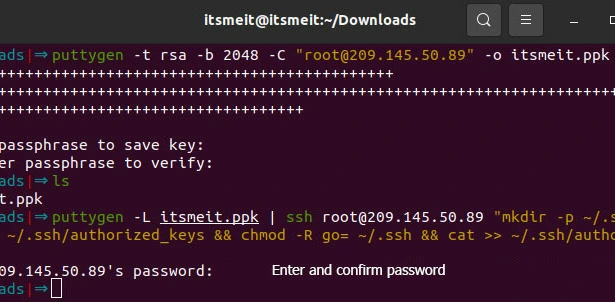 itsmeit@itsmeit:~/Downloads
ads|⇒ puttygen -t rsa -b 2048 -C "root@209.145.50.89" -o itsmeit.ppk
++++++++++++++++++++++++++++++++++++++++++++
+++++++++++++++++++++++++++++++++++++++++++++++++++++++++++++++++++++
++++++++++++++++++++++++++++++++++
passphrase to save key:
er passphrase to verify:
ads|⇒ ls
t.ppk
ads|⇒ puttygen -L itsmeit.ppk | ssh root@209.145.50.89 "mkdir -p ~/.s
~/.ssh/authorized_keys && chmod -R go= ~/.ssh && cat >> ~/.ssh/autho
09.145.50.89's password: Enter and confirm password
ads|⇒